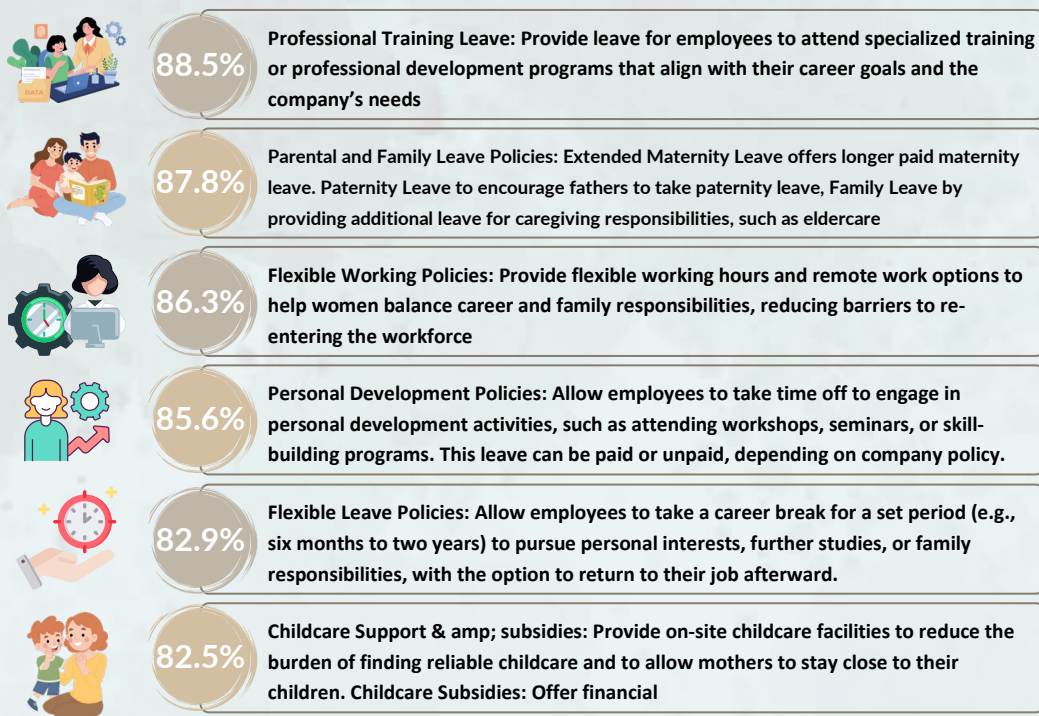 88.5%
Professional Training Leave: Provide leave for employees to attend specialized training
or professional development programs that align with their career goals and the
company's needs
87.8%
Parental and Family Leave Policies: Extended Maternity Leave offers longer paid maternity
leave. Paternity Leave to encourage fathers to take paternity leave, Family Leave by
providing additional leave for caregiving responsibilities, such as eldercare
86.3%
Flexible Working Policies: Provide flexible working hours and remote work options to
help women balance career and family responsibilities, reducing barriers to re-
entering the workforce
85.6%
Personal Development Policies: Allow employees to take time off to engage in
personal development activities, such as attending workshops, seminars, or skill-
building programs. This leave can be paid or unpaid, depending on company policy.
82.9%
Flexible Leave Policies: Allow employees to take a career break for a set period (e.g.,
six months to two years) to pursue personal interests, further studies, or family
responsibilities, with the option to return to their job afterward.
82.5%
Childcare Support & amp; subsidies: Provide on-site childcare facilities to reduce the
burden of finding reliable childcare and to allow mothers to stay close to their
children. Childcare Subsidies: Offer financial
DATA